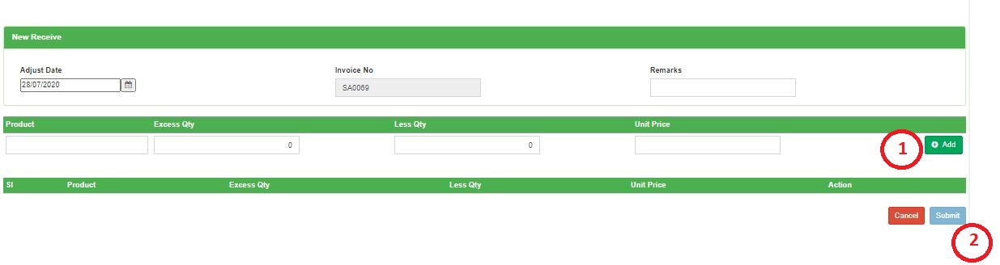 New Receive
Adjust Date Invoice No Remarks
28/07/2020 SA0069
Product Excess Qty Less Qty Unit Price
0 0 1 Add
Sl Product Excess Qty Less Qty Unit Price Action
Cancel Submit
2